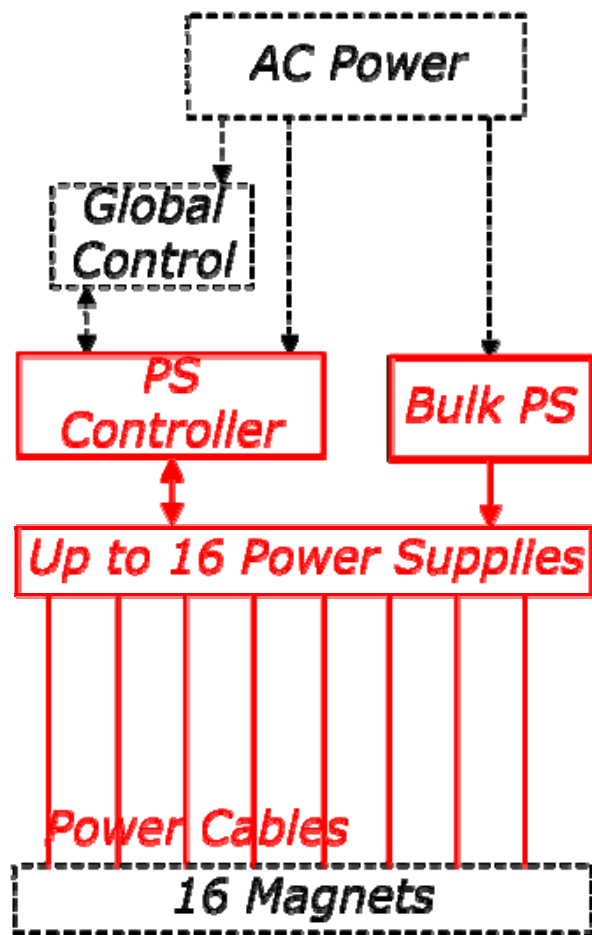 AC Power
Global
Control
PS
Controller
Bulk PS
Up to 16 Power Supplies
Power Cables
16 Magnets